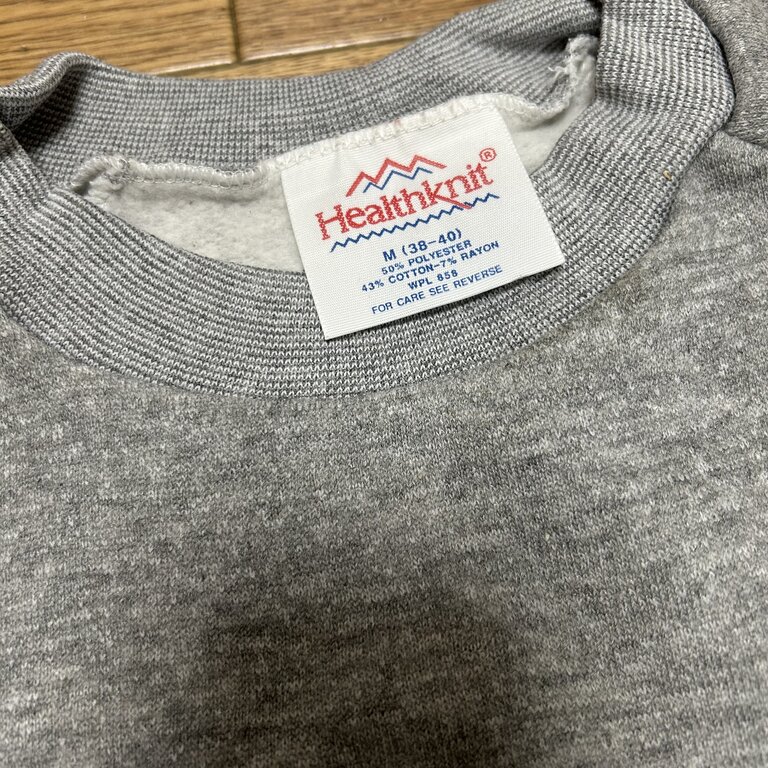 Healthknit®
M (38-40)
50% POLYESTER
43% COTTON-7% RAYON
WPL 858
FOR CARE SEE REVERSE